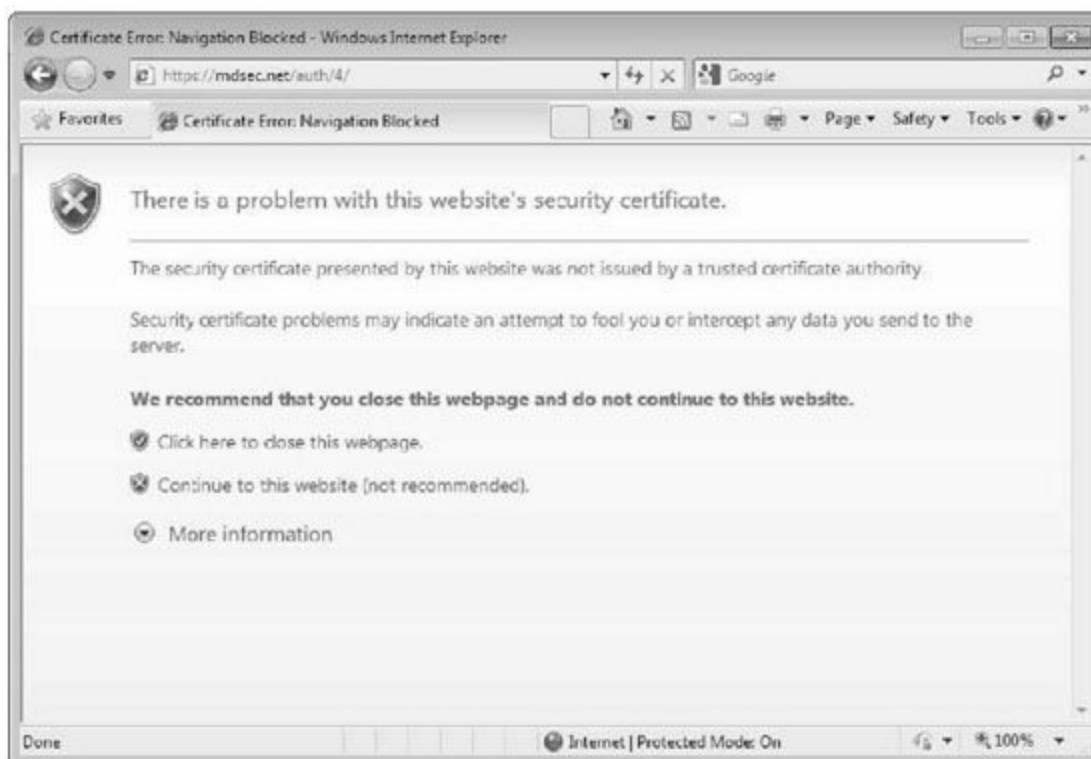 Certificate Error: Navigation Blocked - Windows Internet Explorer
https://mdsec.net/auth/4/
Google
Favorites
Certificate Error: Navigation Blocked
Page
Safety
Tools
There is a problem with this website's security certificate.
The security certificate presented by this website was not issued by a trusted certificate authority.
Security certificate problems may indicate an attempt to fool you or intercept any data you send to the
server.
We recommend that you close this webpage and do not continue to this website.
Click here to close this webpage.
Continue to this website (not recommended).
More information
Done
Internet | Protected Mode: On
100%